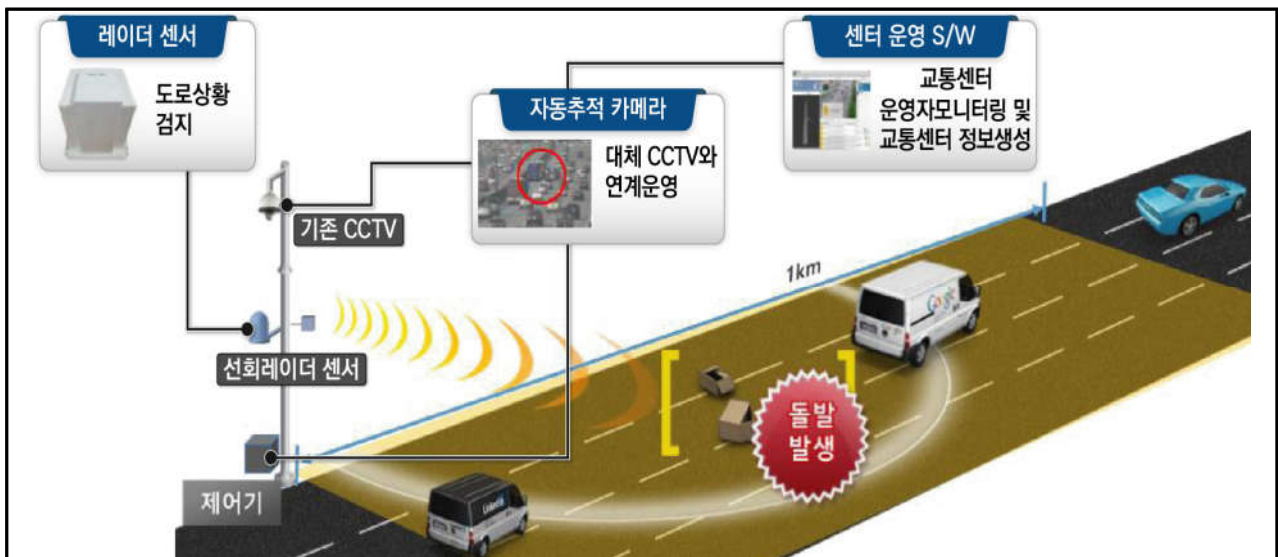 레이더 센서
도로상황
검지
자동추적 카메라
대체 CCTV와
연계운영
센터 운영 S/W
교통센터
운영자모니터링 및
교통센터 정보생성
기존 CCTV
선회레이더 센서
제어기
1km
Google
돌발
발생
LinkedIn